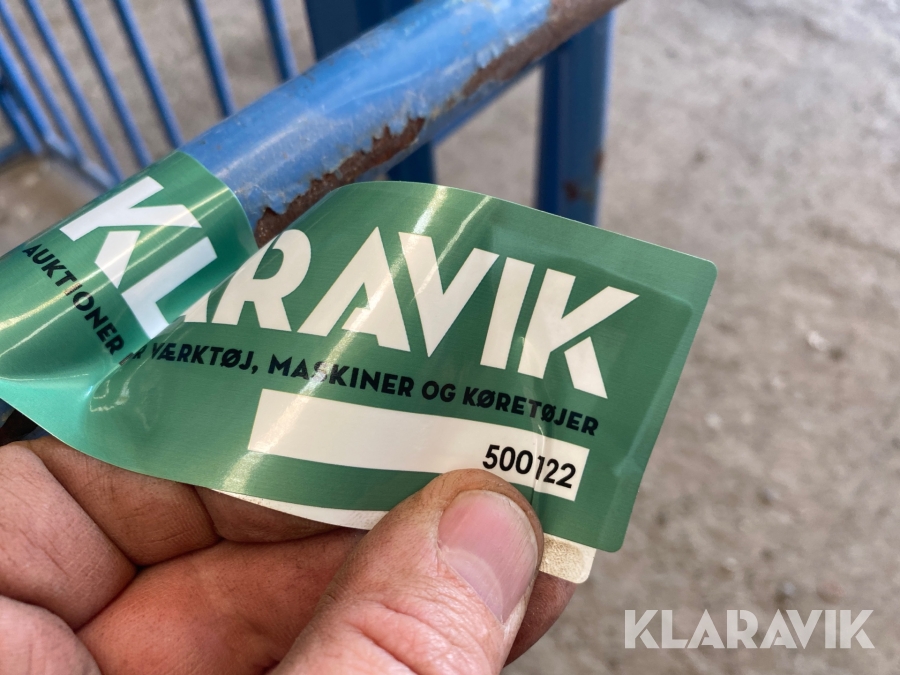 KLARAVIK
AUKTIONER VÆRKTØJ, MASKINER OG KØRETØJER
500122
KLARAVIK